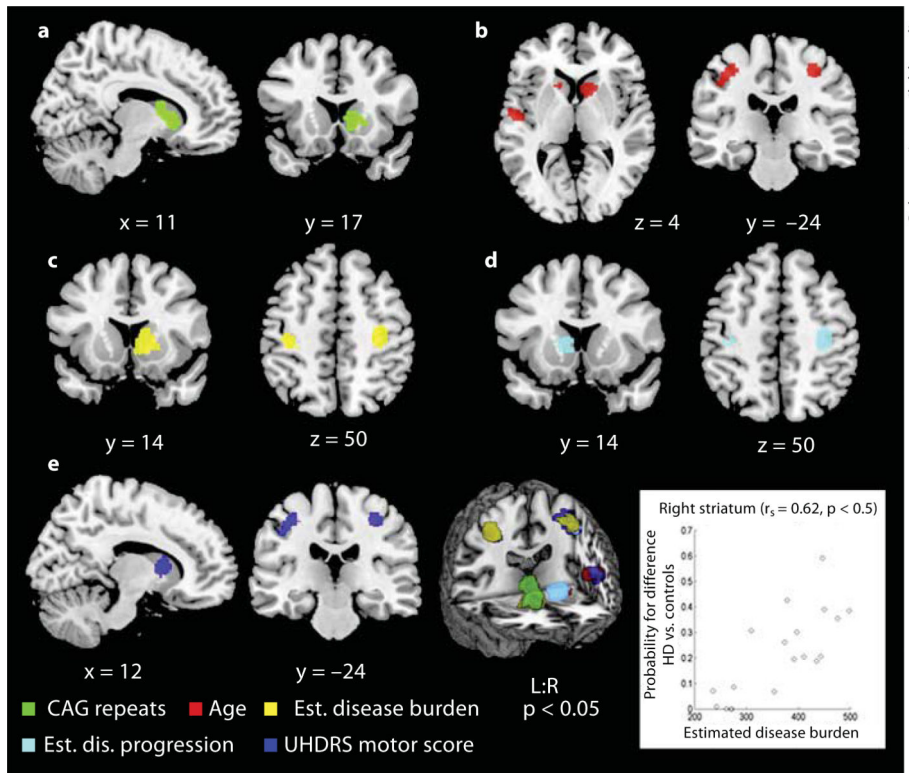 a
b
x = 11
y = 17
z = 4
y = –24
c
d
y = 14
z = 50
y = 14
z = 50
e
x = 12
y = –24
L:R
p < 0.05
CAG repeats
Age
Est. disease burden
Est. dis. progression
UHDRS motor score
Right striatum (rs = 0.62, p < 0.5)
Probability for difference
HD vs. controls
0.7
0.6
0.5
0.4
0.3
0.2
0.1
0
200
300
400
500
Estimated disease burden